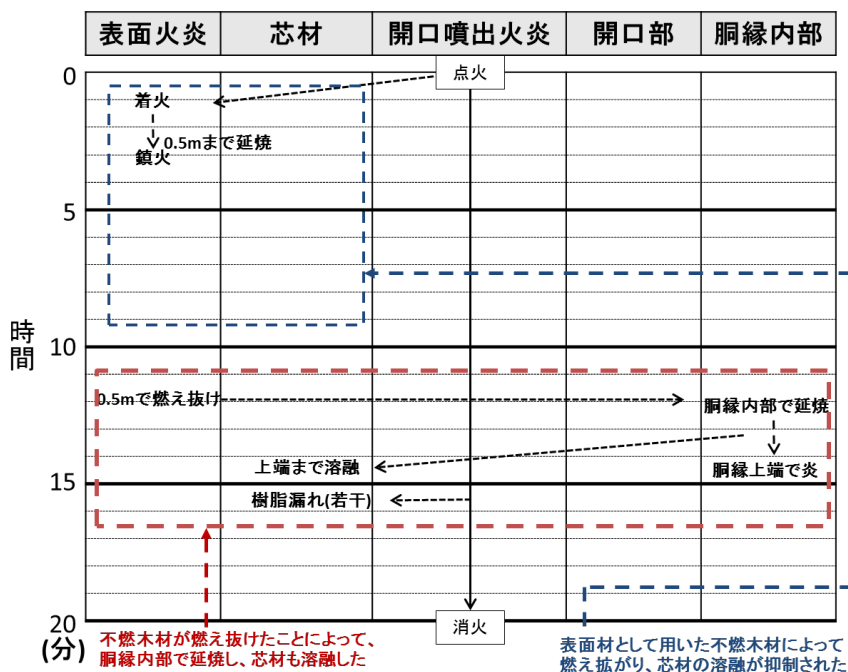 表面火炎 芯材 開口噴出火炎 開口部 胴縁内部
0
点火
着火
0.5mまで延焼
鎮火
5
時間
10
0.5mで燃え抜け
胴縁内部で延焼
上端まで溶融
胴縁上端で炎
15
樹脂漏れ(若干)
20
(分)
消火
不燃木材が燃え抜けたことによって、
胴縁内部で延焼し、芯材も溶融した
表面材として用いた不燃木材によって
燃え拡がり、芯材の溶融が抑制された